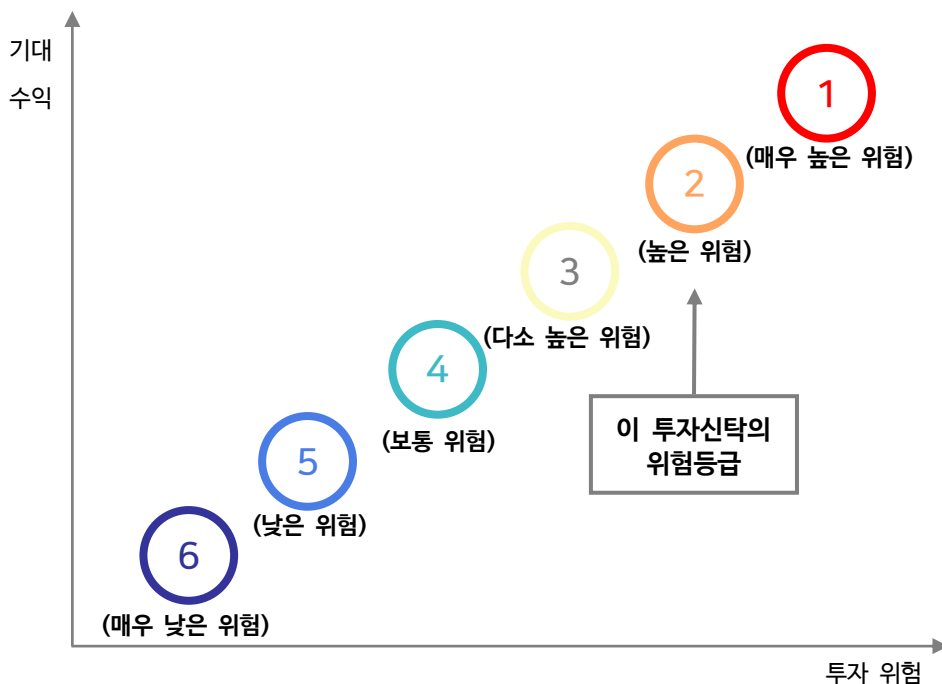 기대
수익
1
(매우 높은 위험)
2
(높은 위험)
3
(다소 높은 위험)
4
(보통 위험)
이 투자신탁의
위험등급
5
(낮은 위험)
6
(매우 낮은 위험)
투자 위험